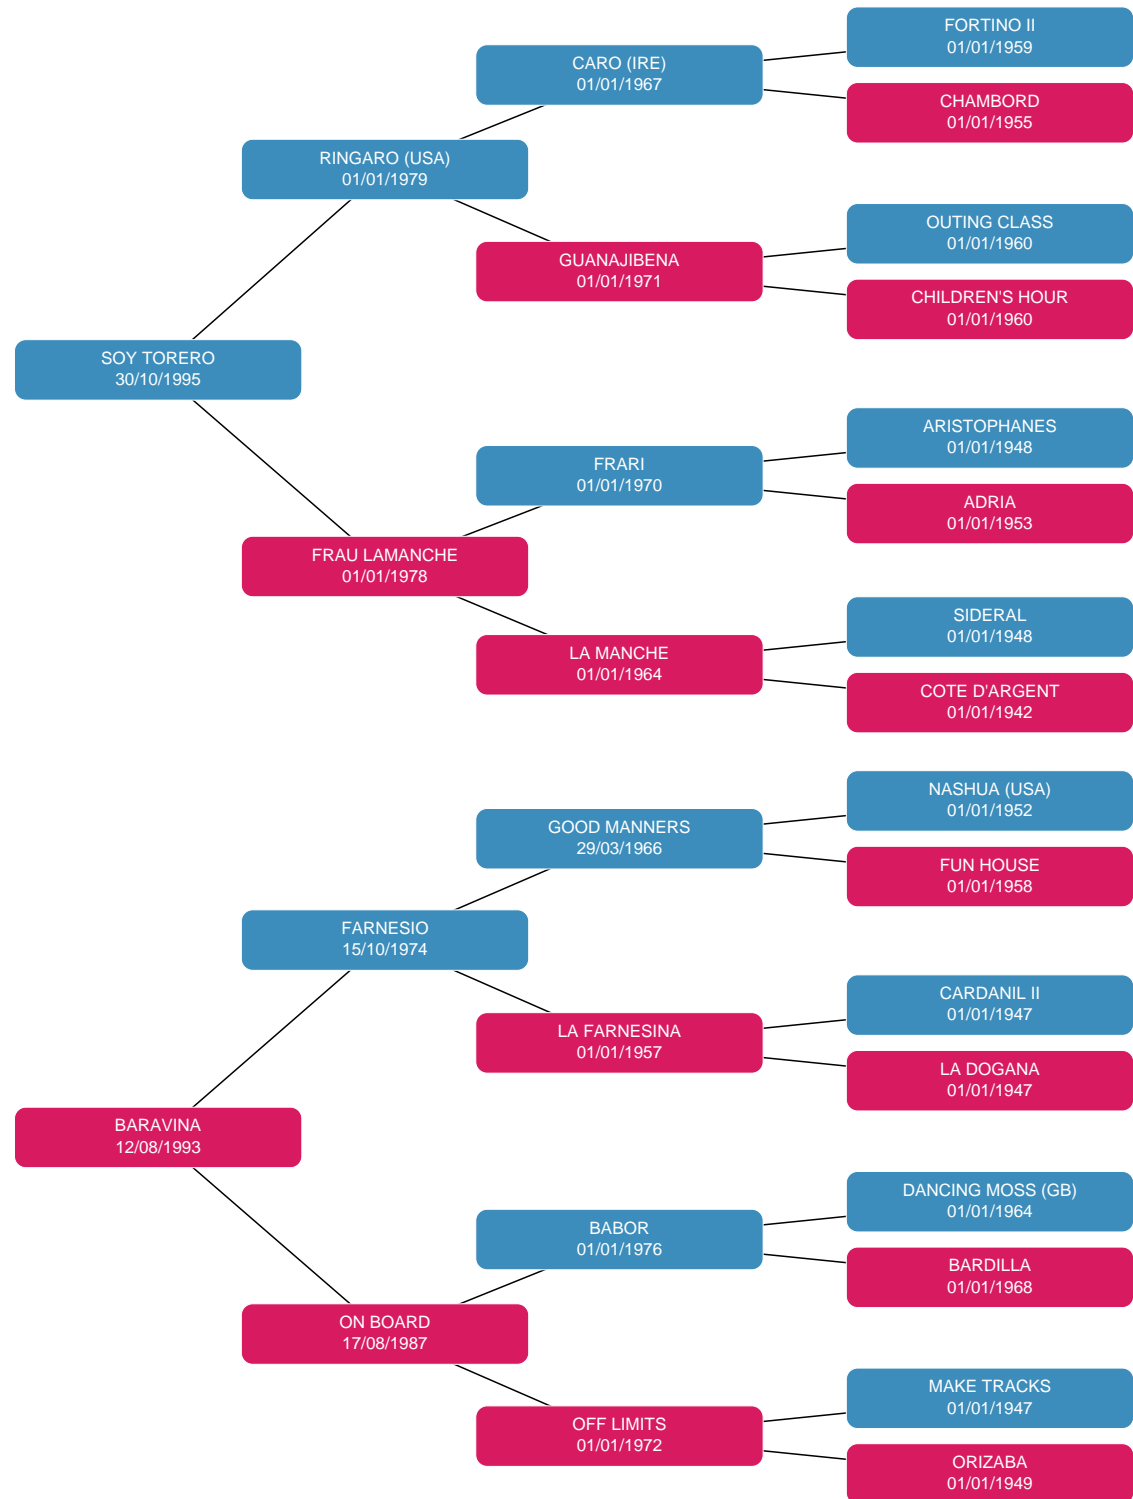 FORTINO II
01/01/1959
CARO (IRE)
01/01/1967
CHAMBORD
01/01/1955
RINGARO (USA)
01/01/1979
OUTING CLASS
01/01/1960
GUANAJIBENA
01/01/1971
CHILDREN'S HOUR
01/01/1960
SOY TORERO
30/10/1995
ARISTOPHANES
01/01/1948
FRARI
01/01/1970
ADRIA
01/01/1953
FRAU LAMANCHE
01/01/1978
SIDERAL
01/01/1948
LA MANCHE
01/01/1964
COTE D'ARGENT
01/01/1942
NASHUA (USA)
01/01/1952
GOOD MANNERS
29/03/1966
FUN HOUSE
01/01/1958
FARNESIO
15/10/1974
CARDANIL II
01/01/1947
LA FARNESINA
01/01/1957
LA DOGANA
01/01/1947
BARAVINA
12/08/1993
DANCING MOSS (GB)
01/01/1964
BABOR
01/01/1976
BARDILLA
01/01/1968
ON BOARD
17/08/1987
MAKE TRACKS
01/01/1947
OFF LIMITS
01/01/1972
ORIZABA
01/01/1949